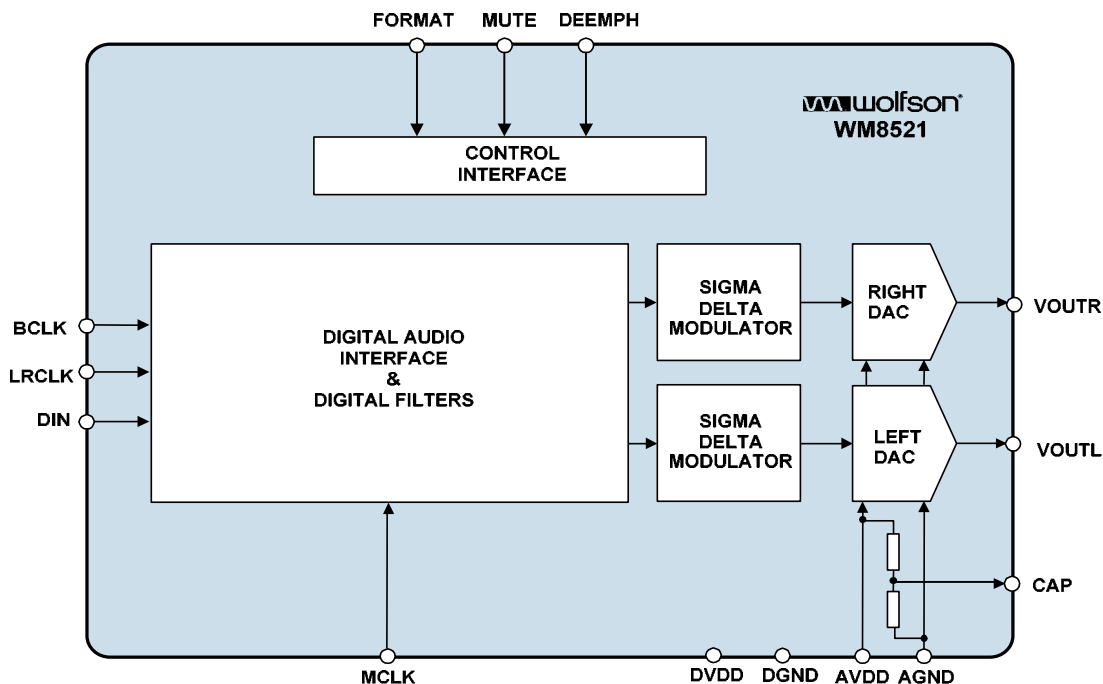 FORMAT MUTE DEEMPH
wolfson®
WM8521
CONTROL
INTERFACE
DIGITAL AUDIO
INTERFACE
&
DIGITAL FILTERS
SIGMA
DELTA
MODULATOR
RIGHT
DAC
SIGMA
DELTA
MODULATOR
LEFT
DAC
BCLK
LRCLK
DIN
VOUTR
VOUTL
CAP
MCLK
DVDD DGND AVDD AGND